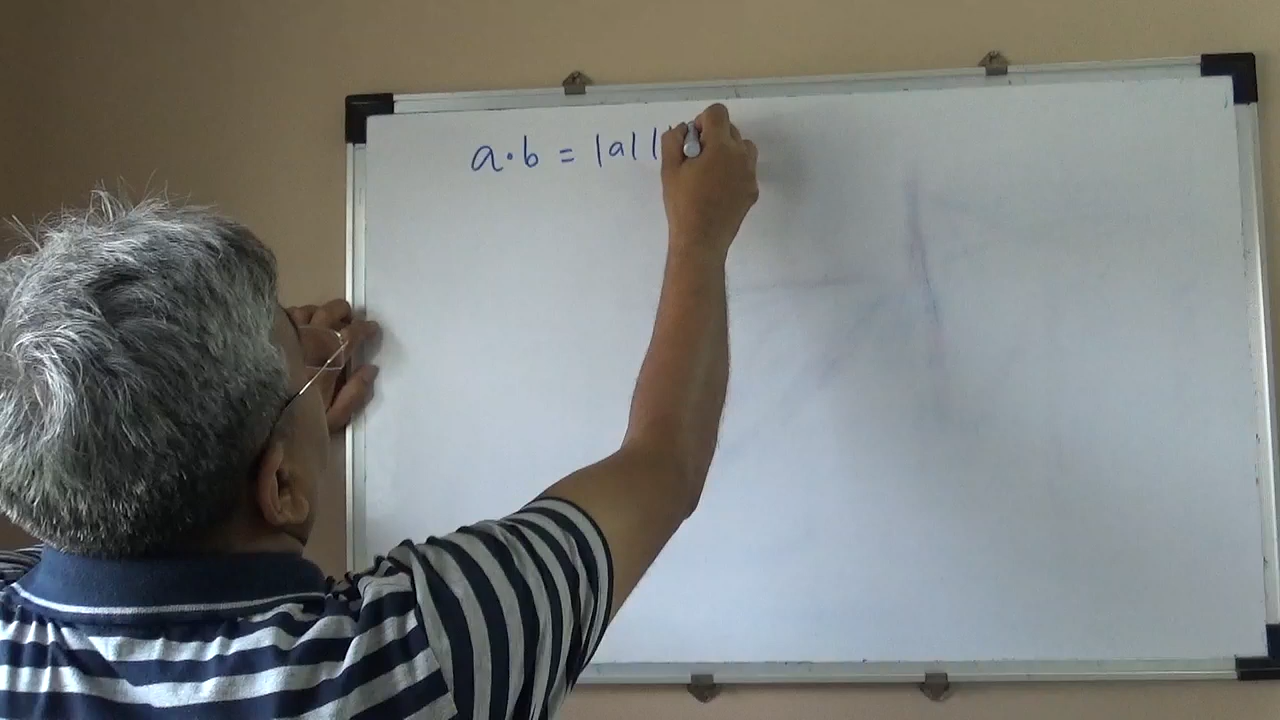 a·b = |a| |